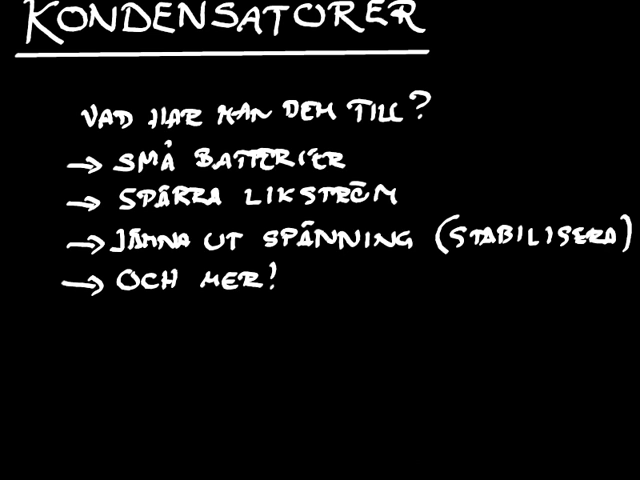 KONDENSATORER
VAD HAR MAN DEM TILL?
→ SMÅ BATTERIER
→ SPÄRRA LIKSTRÖM
→ JÄMNA UT SPÄNNING (STABILISERA)
→ OCH MER!